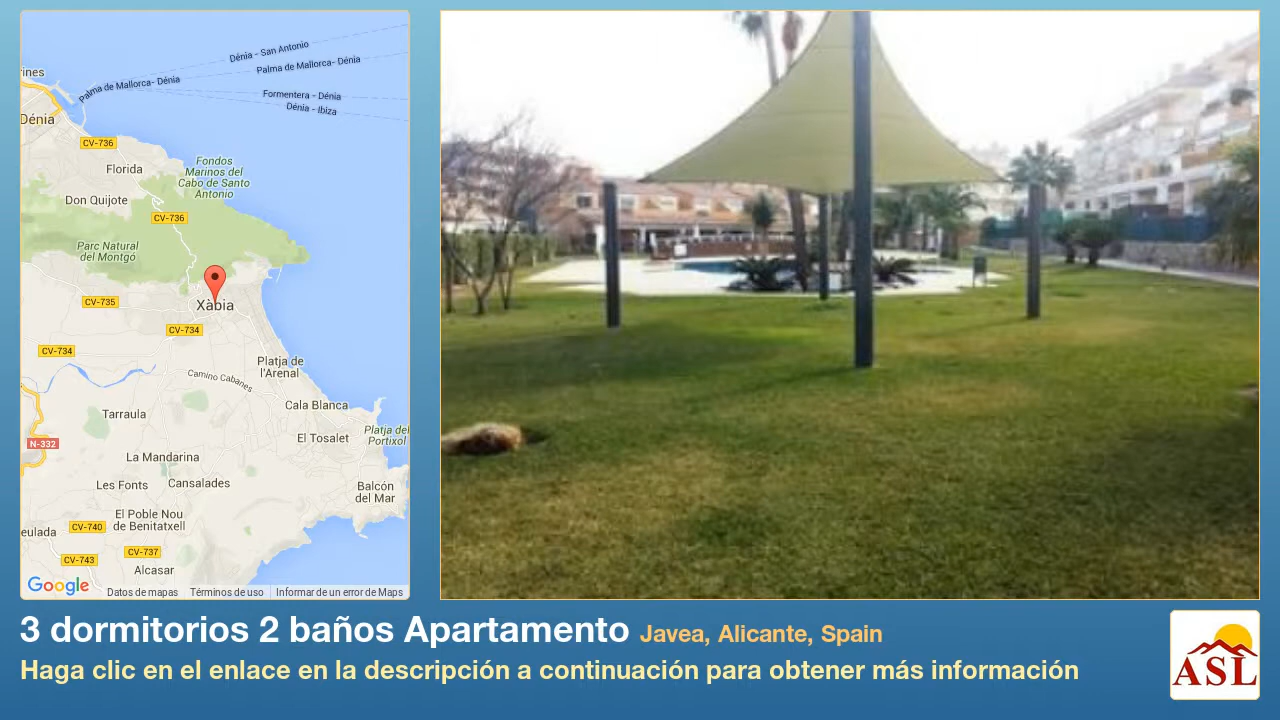 Dénia - San Antonio
Palma de Mallorca- Dénia
Palma de Mallorca- Dénia
Formentera - Dénia
Dénia - Ibiza
ines
Dénia
CV-736
Florida
Fondos
Marinos del
Cabo de Santo
Antonio
Don Quijote
CV-736
Parc Natural
del Montgó
CV-735
Xàbia
CV-734
CV-734
Platja de
l'Arenal
Camino Cabanes
Cala Blanca
Tarraula
Platja del
Portixol
El Tosalet
N-332
La Mandarina
Les Fonts
Cansalades
Balcón
del Mar
El Poble Nou
de Benitatxell
CV-740
eulada
CV-737
CV-743
Alcasar
Google
Datos de mapas
Términos de uso
Informar de un error de Maps
3 dormitorios 2 baños Apartamento Javea, Alicante, Spain
Haga clic en el enlace en la descripción a continuación para obtener más información
ASL